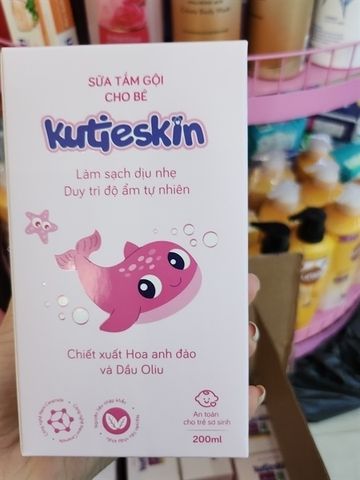 SỮA TẮM GỘI
CHO BÉ
kutieskin
Làm sạch dịu nhẹ
Duy trì độ ẩm tự nhiên
Chiết xuất Hoa anh đào
và Dầu Oliu
An toàn
cho trẻ sơ sinh
200ml